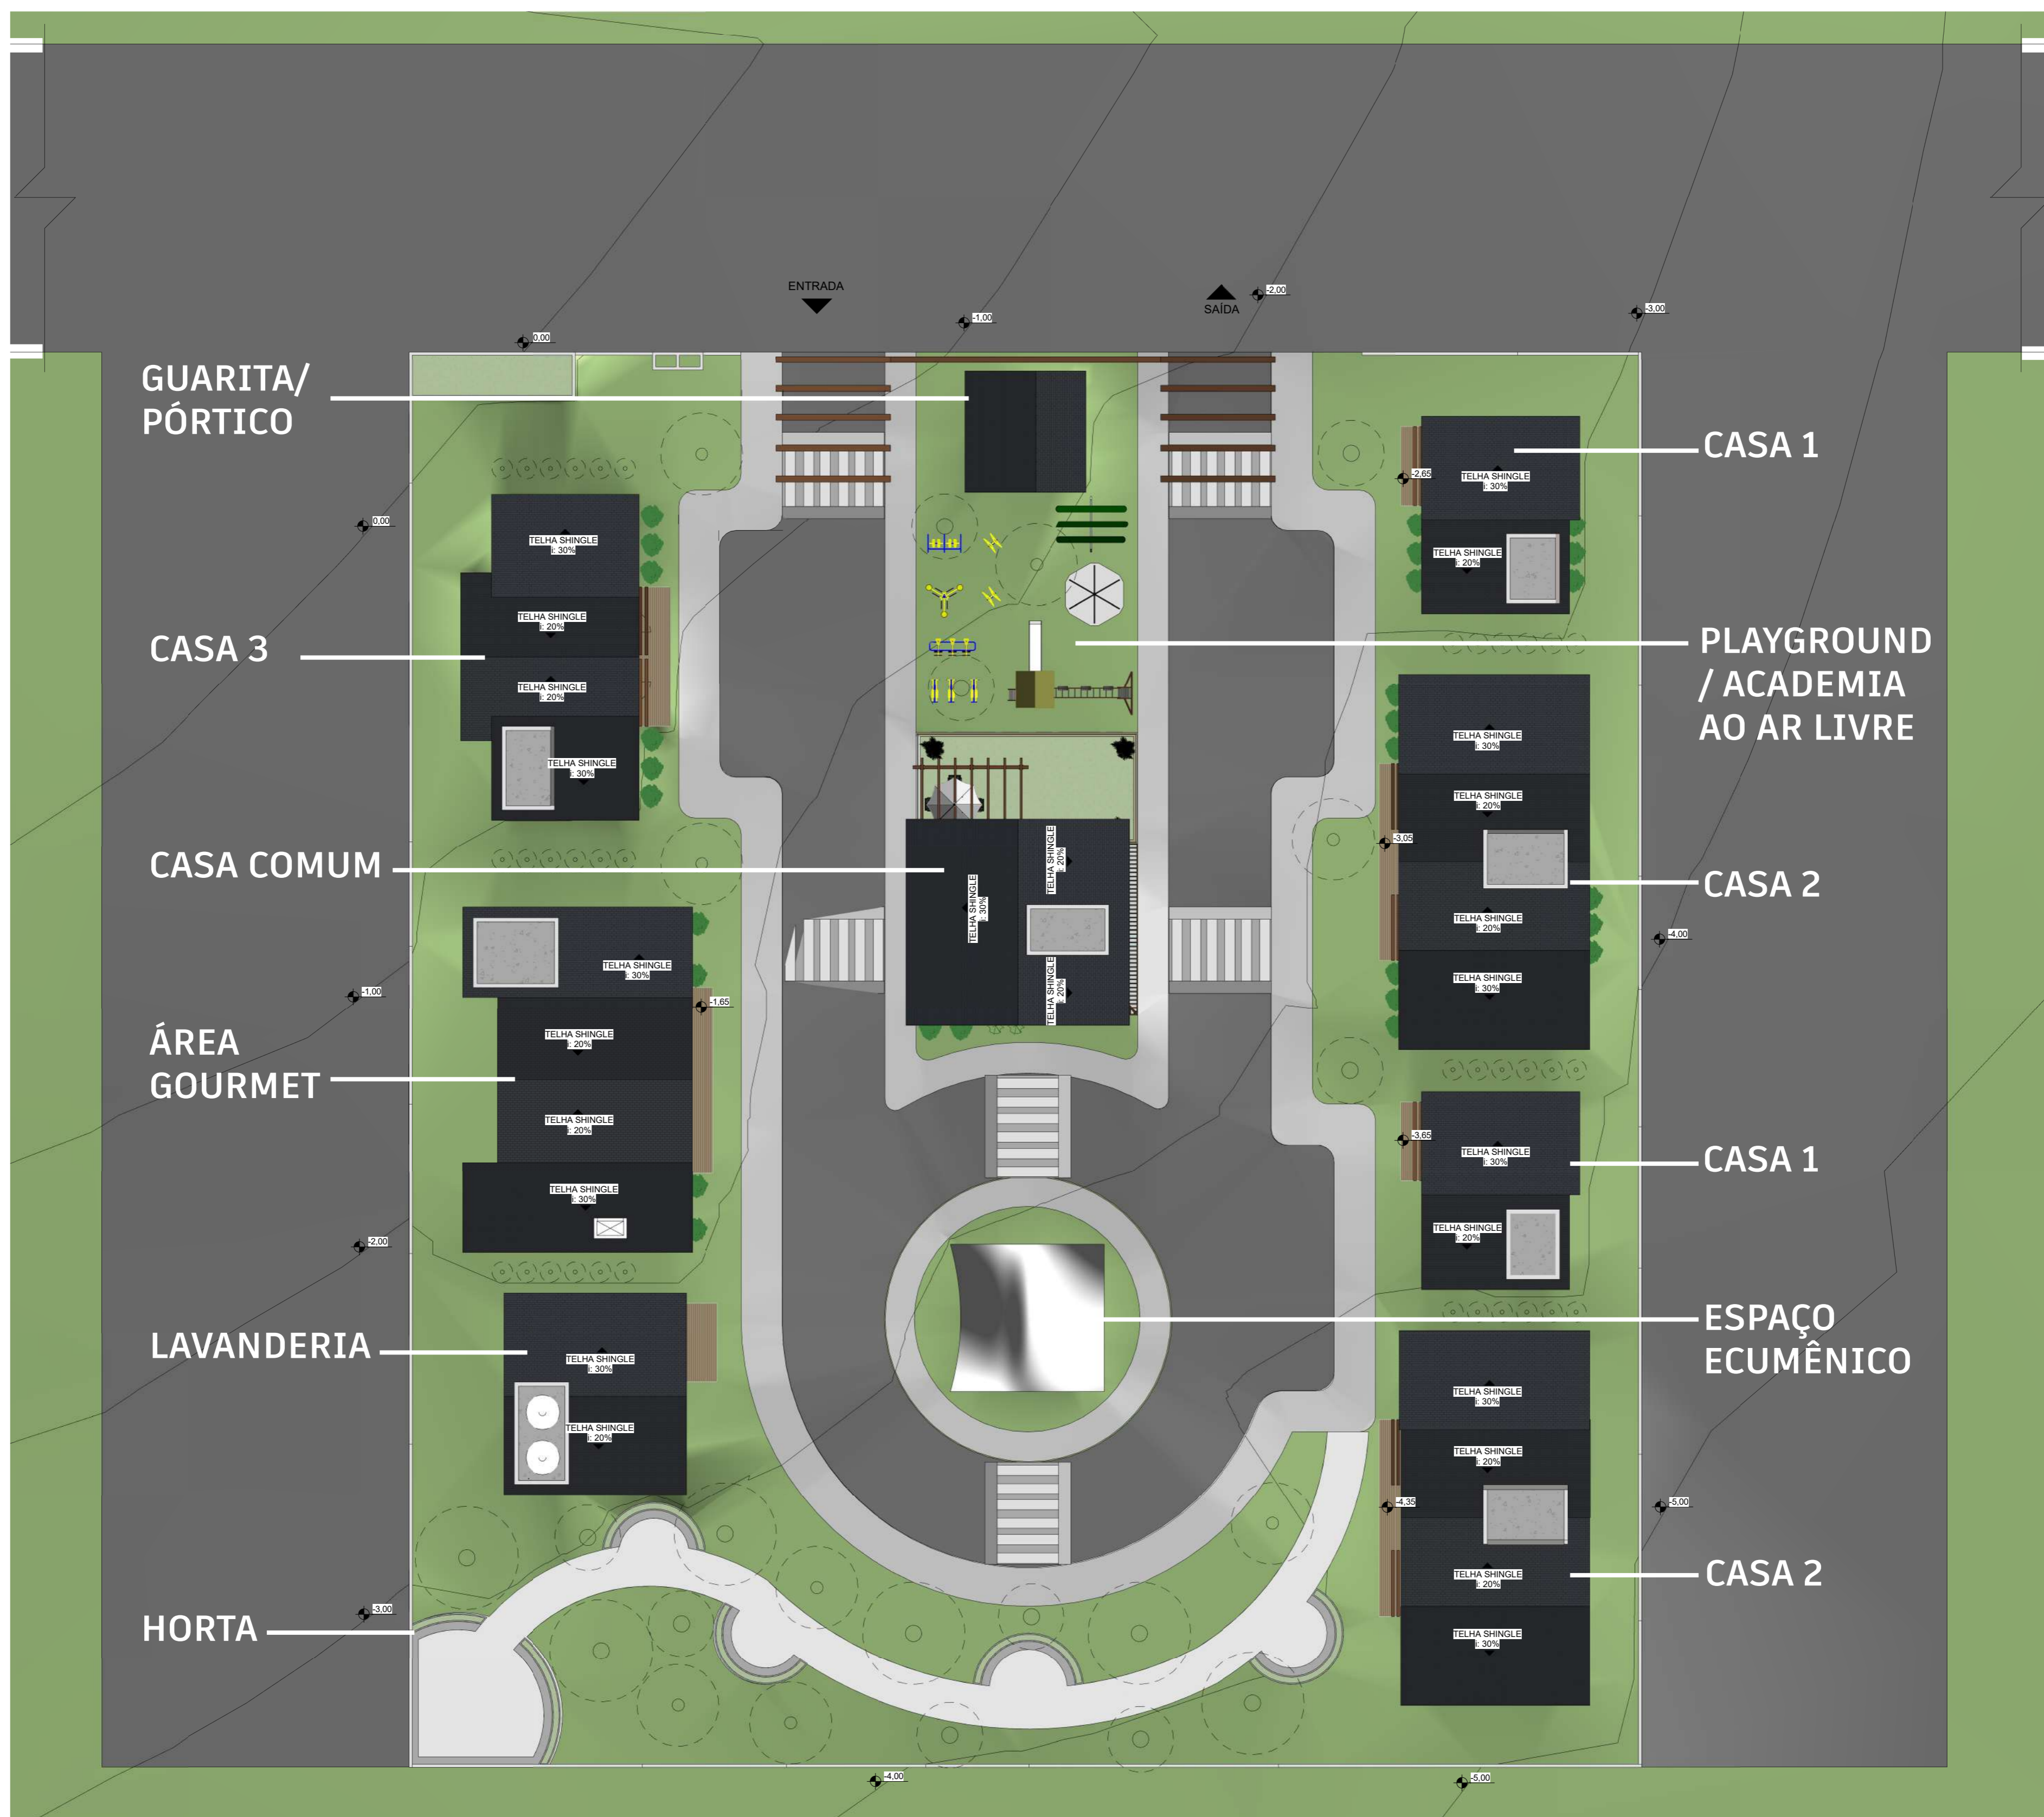 ENTRADA
SAÍDA
-2,00
-3,00
-1,00
0,00
GUARITA/
PÓRTICO
CASA 1
-2,65
TELHA SHINGLE
i: 30%
TELHA SHINGLE
i: 20%
0,00
TELHA SHINGLE
i: 30%
TELHA SHINGLE
i: 20%
TELHA SHINGLE
i: 20%
TELHA SHINGLE
i: 30%
CASA 3
PLAYGROUND
/ ACADEMIA
AO AR LIVRE
TELHA SHINGLE
i: 30%
TELHA SHINGLE
i: 20%
-3,05
TELHA SHINGLE
i: 20%
TELHA SHINGLE
i: 30%
CASA COMUM
TELHA SHINGLE
i: 20%
TELHA SHINGLE
i: 30%
TELHA SHINGLE
i: 20%
CASA 2
-4,00
-1,00
TELHA SHINGLE
i: 30%
-1,65
TELHA SHINGLE
i: 20%
TELHA SHINGLE
i: 20%
TELHA SHINGLE
i: 30%
ÁREA
GOURMET
-3,65
TELHA SHINGLE
i: 30%
TELHA SHINGLE
i: 20%
CASA 1
-2,00
LAVANDERIA
TELHA SHINGLE
i: 30%
TELHA SHINGLE
i: 20%
ESPAÇO
ECUMÊNICO
TELHA SHINGLE
i: 30%
TELHA SHINGLE
i: 20%
-4,35
TELHA SHINGLE
i: 20%
TELHA SHINGLE
i: 30%
-5,00
CASA 2
-3,00
HORTA
-4,00
-5,00